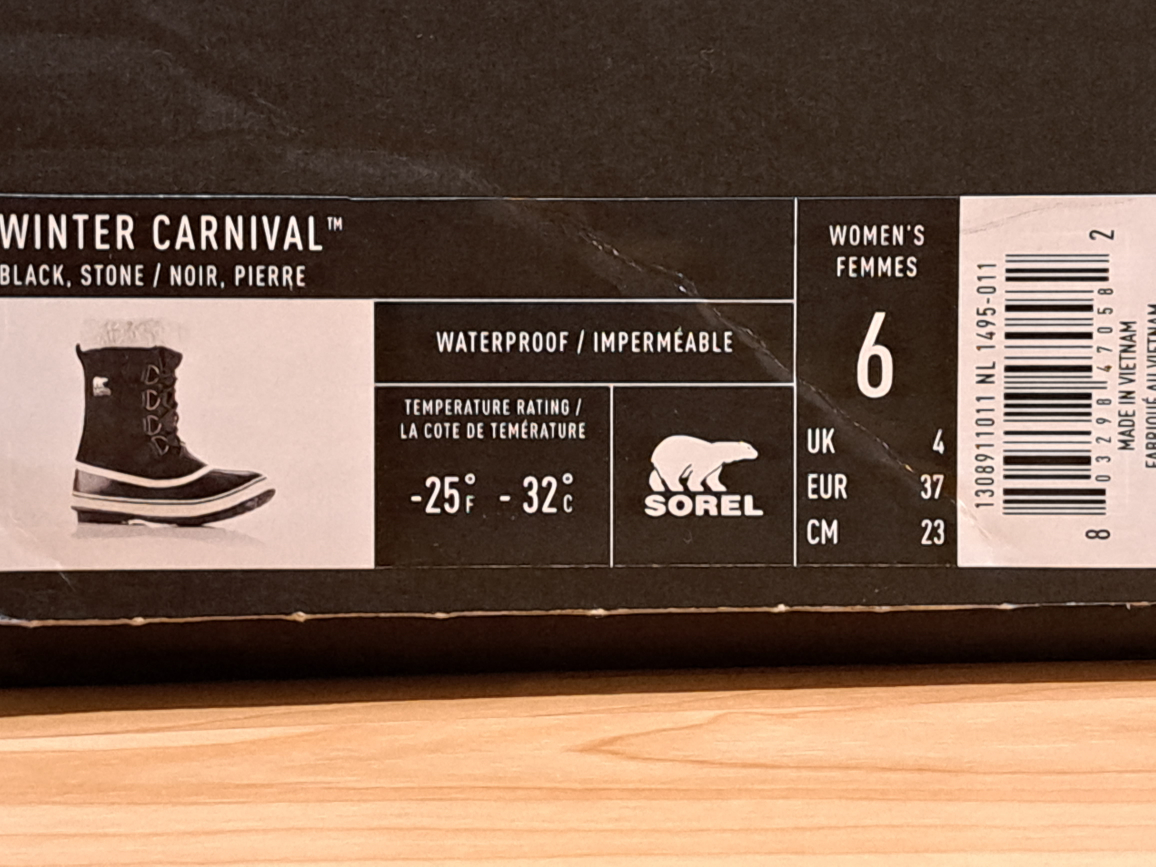 WINTER CARNIVAL™
BLACK, STONE / NOIR, PIERRE
WATERPROOF / IMPERMÉABLE
TEMPERATURE RATING /
LA COTE DE TEMÉRATURE
-25°F - 32°C
SOREL
WOMEN'S
FEMMES
6
UK 4
EUR 37
CM 23
1308911011 NL 1495-011
8 03298 47058 2
MADE IN VIETNAM
FABRIQUÉ AU VIETNAM